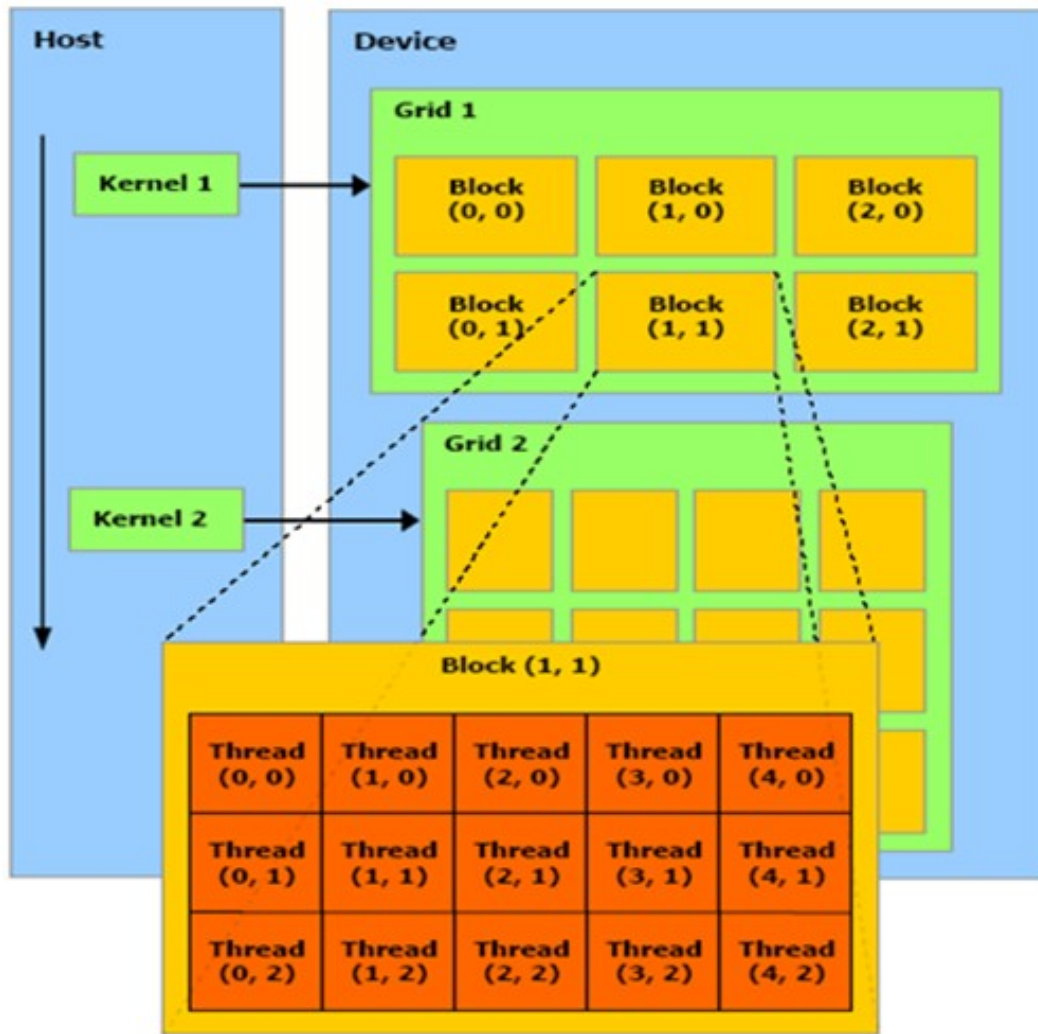 Host
Device
Grid 1
Kernel 1
Block
(0, 0)
Block
(1, 0)
Block
(2, 0)
Block
(0, 1)
Block
(1, 1)
Block
(2, 1)
Grid 2
Kernel 2
Block (1, 1)
Thread
(0, 0)
Thread
(1, 0)
Thread
(2, 0)
Thread
(3, 0)
Thread
(4, 0)
Thread
(0, 1)
Thread
(1, 1)
Thread
(2, 1)
Thread
(3, 1)
Thread
(4, 1)
Thread
(0, 2)
Thread
(1, 2)
Thread
(2, 2)
Thread
(3, 2)
Thread
(4, 2)